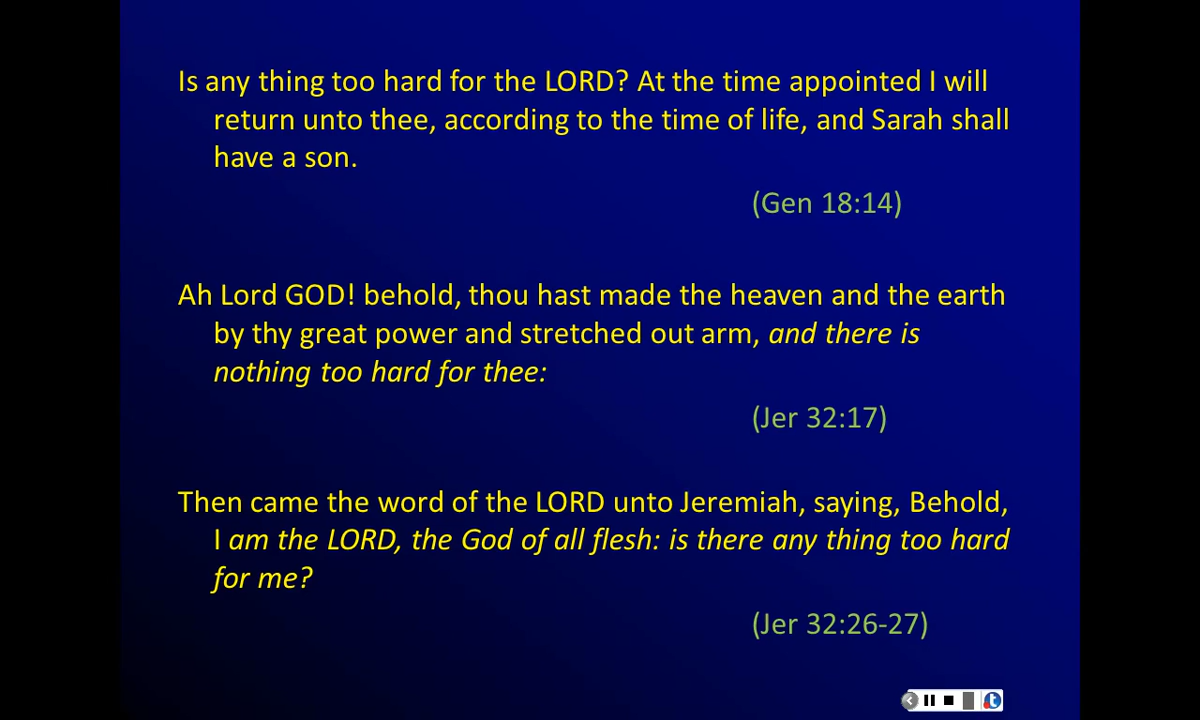 Is any thing too hard for the LORD? At the time appointed I will
return unto thee, according to the time of life, and Sarah shall
have a son.
(Gen 18:14)
Ah Lord GOD! behold, thou hast made the heaven and the earth
by thy great power and stretched out arm, and there is
nothing too hard for thee:
(Jer 32:17)
Then came the word of the LORD unto Jeremiah, saying, Behold,
I am the LORD, the God of all flesh: is there any thing too hard
for me?
(Jer 32:26-27)